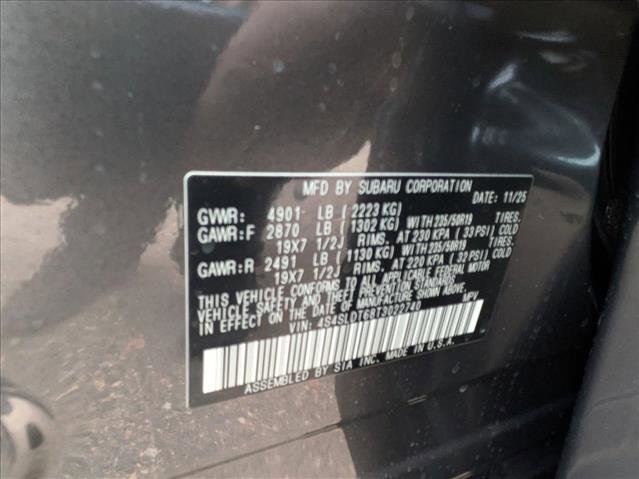 MFD BY SUBARU CORPORATION
DATE: 11/25
GVWR: 4901 LB ( 2223 KG)
GAWR:F 2870 LB ( 1302 KG) WITH 235/50R19 TIRES.
19X7 1/2J RIMS, AT 230 KPA ( 33 PSI) COLD
GAWR:R 2491 LB ( 1130 KG) WITH 235/50R19 TIRES.
19X7 1/2J RIMS, AT 220 KPA ( 32 PSI) COLD
THIS VEHICLE CONFORMS TO ALL APPLICABLE FEDERAL MOTOR
VEHICLE SAFETY AND THEFT PREVENTION STANDARDS
IN EFFECT ON THE DATE OF MANUFACTURE SHOWN ABOVE.
VIN: 4S4SLDT6BT3022740 MPV
ASSEMBLED BY SIA INC. MADE IN U.S.A.